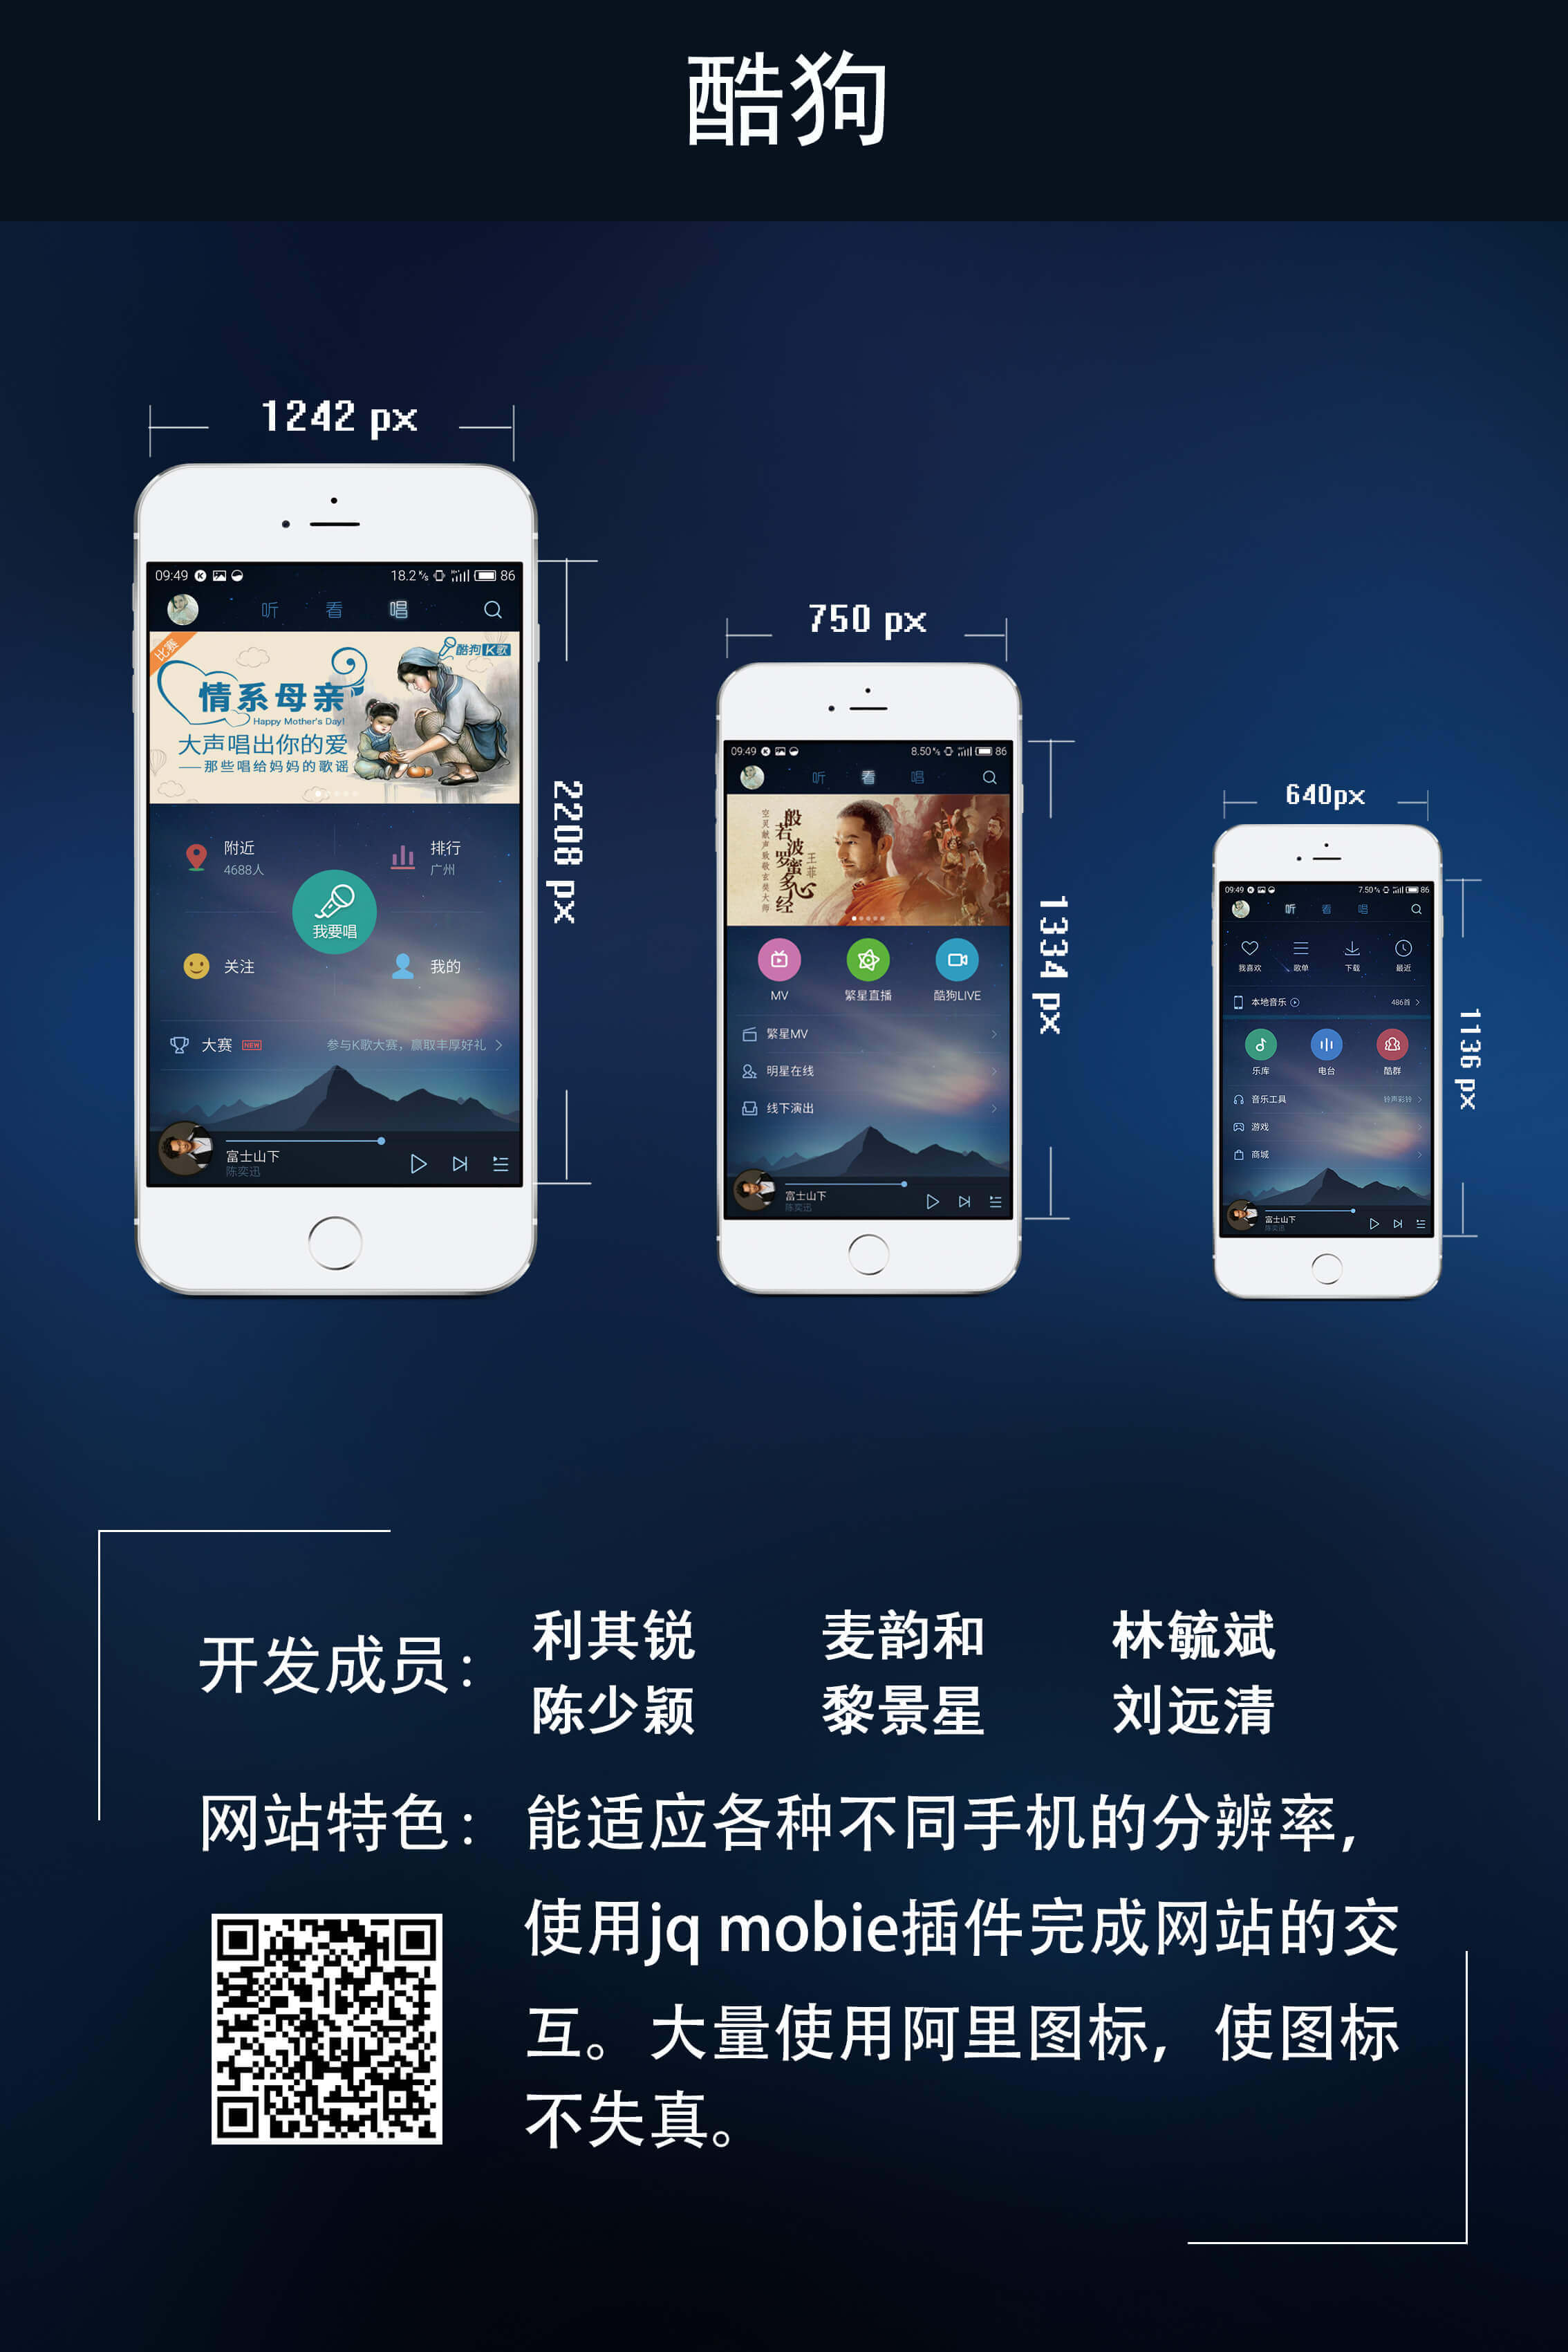 酷狗
1242 px
2208 px
09:49
18.2 K/s
86
听 看 唱
比赛
酷狗K歌
情系母亲
Happy Mother's Day!
大声唱出你的爱
——那些唱给妈妈的歌谣
附近
4688人
排行
广州
我要唱
关注
我的
大赛 NEW
参与K歌大赛，赢取丰厚好礼
富士山下
陈奕迅
750 px
1334 px
09:49
8.50
86
听 看 唱
般若波罗蜜多心经
王菲
空灵献声致敬玄奘大师
MV 繁星直播 酷狗LIVE
繁星MV
明星在线
线下演出
富士山下
陈奕迅
640px
1136 px
09:49
7.50
86
听 看 唱
我喜欢 歌单 下载 最近
本地音乐
486首
乐库 电台 酷群
音乐工具
铃声彩铃
游戏
商城
富士山下
陈奕迅
开发成员：
利其锐 麦韵和 林毓斌
陈少颖 黎景星 刘远清
网站特色：
能适应各种不同手机的分辨率,
使用jq mobie插件完成网站的交
互。大量使用阿里图标，使图标
不失真。